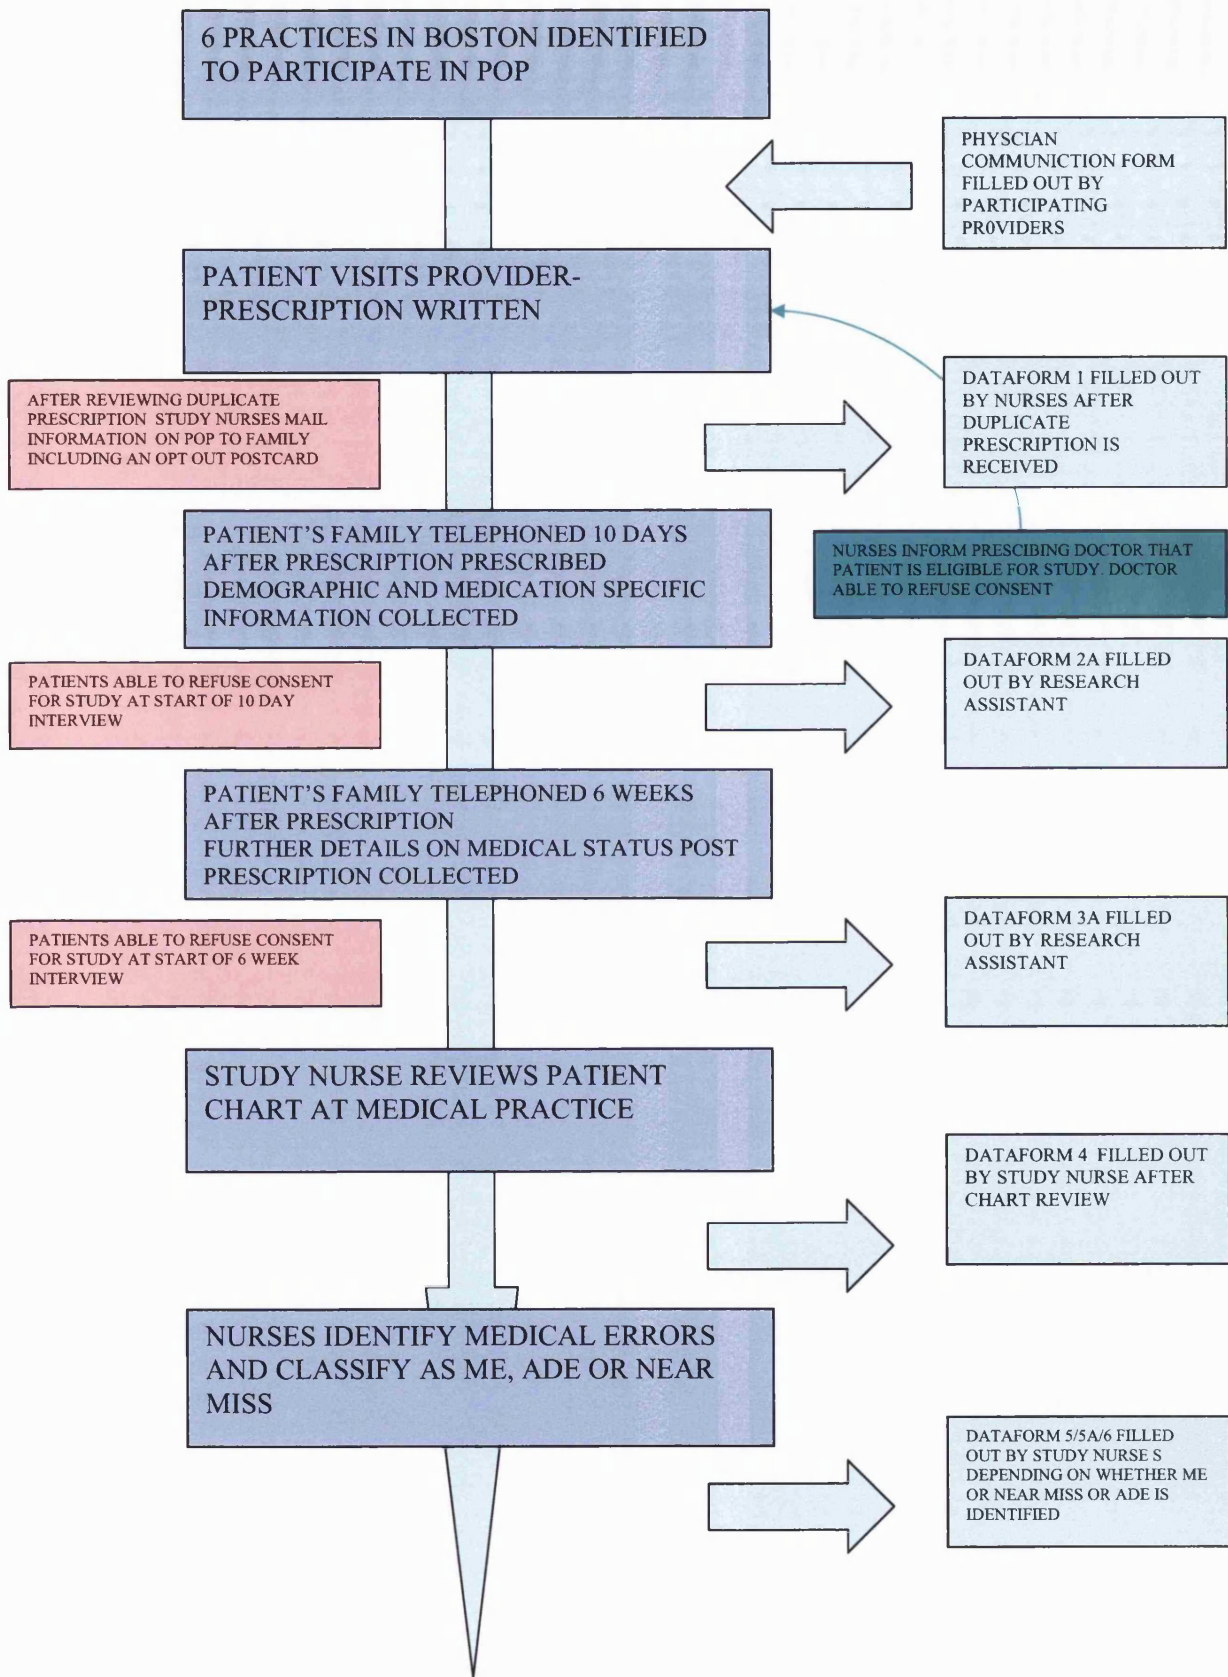 6 PRACTICES IN BOSTON IDENTIFIED
TO PARTICIPATE IN POP
PHYSCIAN
COMMUNICTION FORM
FILLED OUT BY
PARTICIPATING
PR0VIDERS
PATIENT VISITS PROVIDER-
PRESCRIPTION WRITTEN
AFTER REVIEWING DUPLICATE
PRESCRIPTION STUDY NURSES MAIL
INFORMATION ON POP TO FAMILY
INCLUDING AN OPT OUT POSTCARD
DATAFORM 1 FILLED OUT
BY NURSES AFTER
DUPLICATE
PRESCRIPTION IS
RECEIVED
PATIENT'S FAMILY TELEPHONED 10 DAYS
AFTER PRESCRIPTION PRESCRIBED
DEMOGRAPHIC AND MEDICATION SPECIFIC
INFORMATION COLLECTED
NURSES INFORM PRESCIBING DOCTOR THAT
PATIENT IS ELIGIBLE FOR STUDY. DOCTOR
ABLE TO REFUSE CONSENT
PATIENTS ABLE TO REFUSE CONSENT
FOR STUDY AT START OF 10 DAY
INTERVIEW
DATAFORM 2A FILLED
OUT BY RESEARCH
ASSISTANT
PATIENT'S FAMILY TELEPHONED 6 WEEKS
AFTER PRESCRIPTION
FURTHER DETAILS ON MEDICAL STATUS POST
PRESCRIPTION COLLECTED
PATIENTS ABLE TO REFUSE CONSENT
FOR STUDY AT START OF 6 WEEK
INTERVIEW
DATAFORM 3A FILLED
OUT BY RESEARCH
ASSISTANT
STUDY NURSE REVIEWS PATIENT
CHART AT MEDICAL PRACTICE
DATAFORM 4 FILLED OUT
BY STUDY NURSE AFTER
CHART REVIEW
NURSES IDENTIFY MEDICAL ERRORS
AND CLASSIFY AS ME, ADE OR NEAR
MISS
DATAFORM 5/5A/6 FILLED
OUT BY STUDY NURSE S
DEPENDING ON WHETHER ME
OR NEAR MISS OR ADE IS
IDENTIFIED